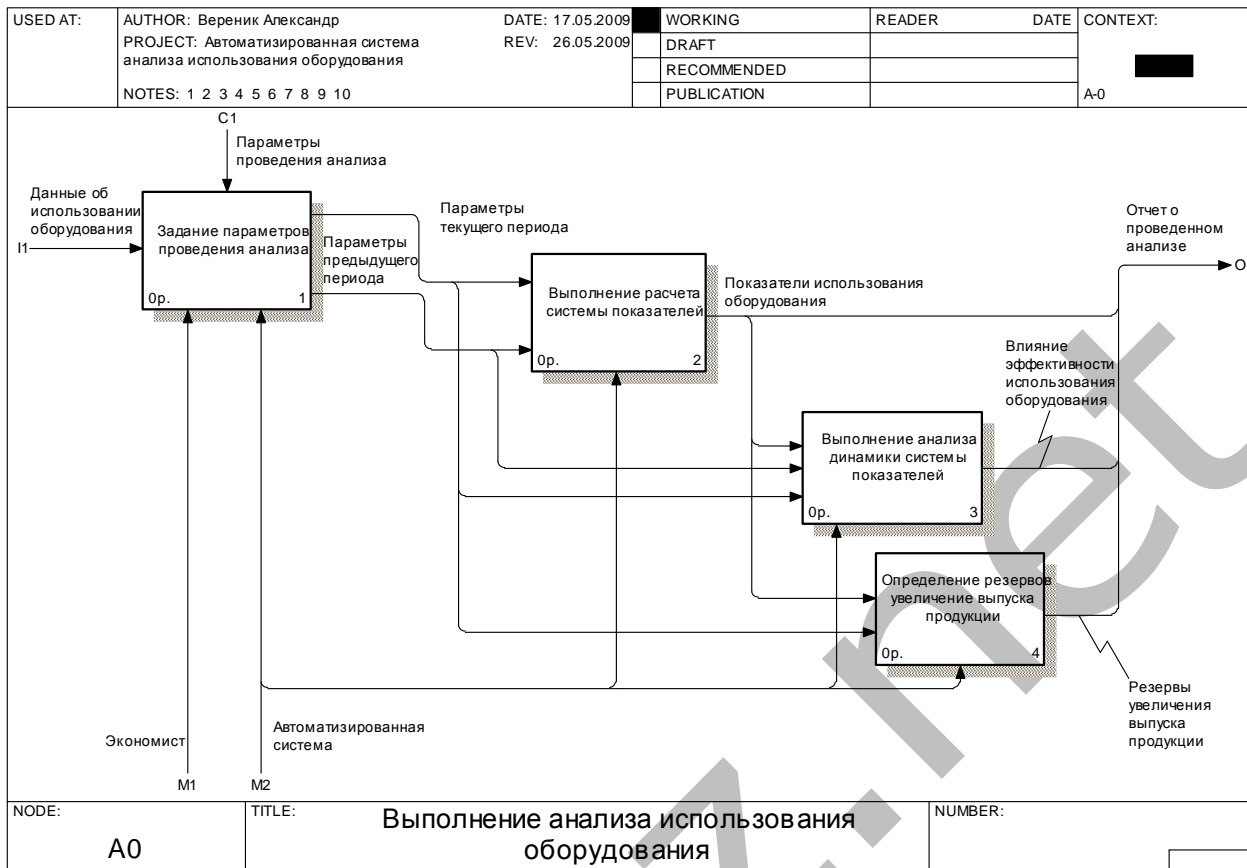 USED AT:
AUTHOR: Вереник Александр
DATE: 17.05.2009
PROJECT: Автоматизированная система
анализа использования оборудования
REV: 26.05.2009
NOTES: 1 2 3 4 5 6 7 8 9 10
WORKING
DRAFT
RECOMMENDED
PUBLICATION
READER
DATE
CONTEXT:
A-0
C1
Параметры
проведения анализа
Данные об
использовании
оборудования
I1
Задание параметров
проведения анализа
0р.
1
Параметры
предыдущего
периода
Параметры
текущего периода
Выполнение расчета
системы показателей
0р.
2
Показатели использования
оборудования
Отчет о
проведенном
анализе
O
Влияние
эффективности
использования
оборудования
Выполнение анализа
динамики системы
показателей
0р.
3
Определение резервов
увеличение выпуска
продукции
0р.
4
Резервы
увеличения
выпуска
продукции
Экономист
Автоматизированная
система
M1
M2
NODE:
A0
TITLE:
Выполнение анализа использования
оборудования
NUMBER:
z.net